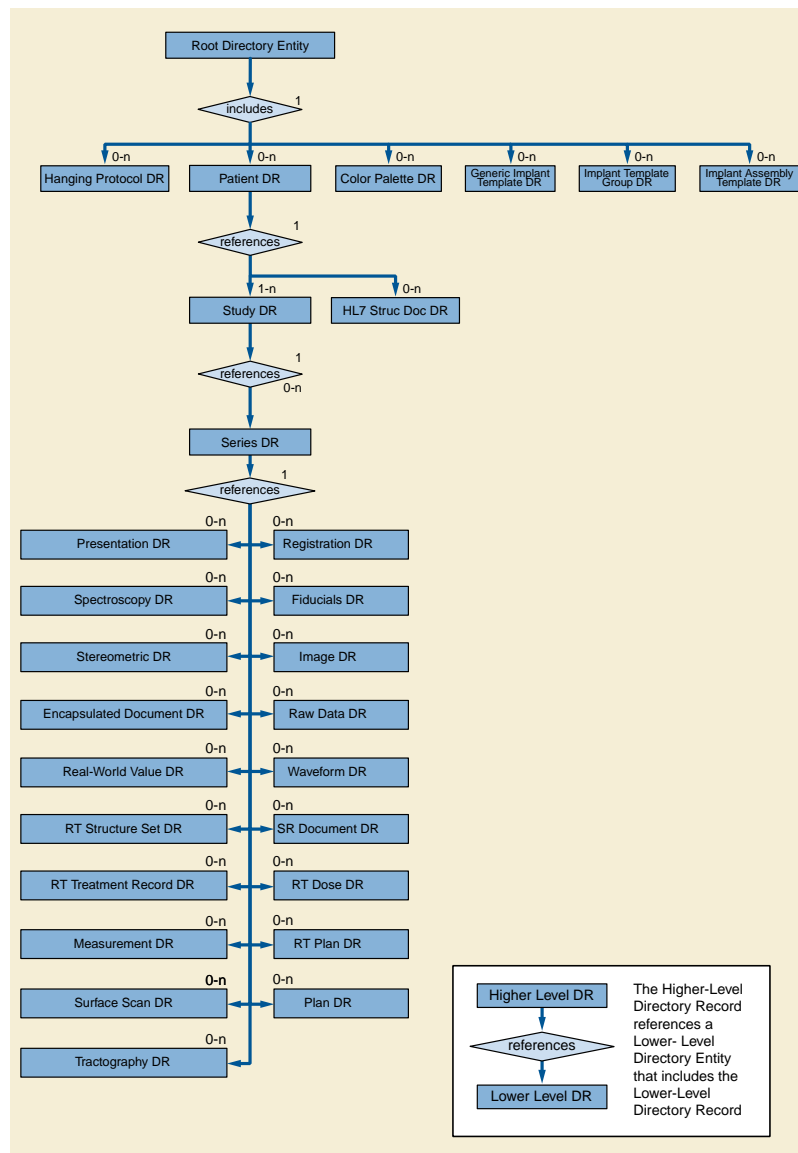 Root Directory Entity
includes
1
0-n
0-n
0-n
0-n
0-n
0-n
Hanging Protocol DR
Patient DR
Color Palette DR
Generic Implant
Template DR
Implant Template
Group DR
Implant Assembly
Template DR
1
references
1-n
0-n
Study DR
HL7 Struc Doc DR
1
references
0-n
Series DR
1
references
0-n
0-n
Presentation DR
Registration DR
0-n
0-n
Spectroscopy DR
Fiducials DR
0-n
0-n
Stereometric DR
Image DR
0-n
0-n
Encapsulated Document DR
Raw Data DR
0-n
0-n
Real-World Value DR
Waveform DR
0-n
0-n
RT Structure Set DR
SR Document DR
0-n
0-n
RT Treatment Record DR
RT Dose DR
0-n
0-n
Measurement DR
RT Plan DR
0-n
0-n
Surface Scan DR
Plan DR
0-n
Tractography DR
Higher Level DR
references
Lower Level DR
The Higher-Level
Directory Record
references a
Lower- Level
Directory Entity
that includes the
Lower-Level
Directory Record